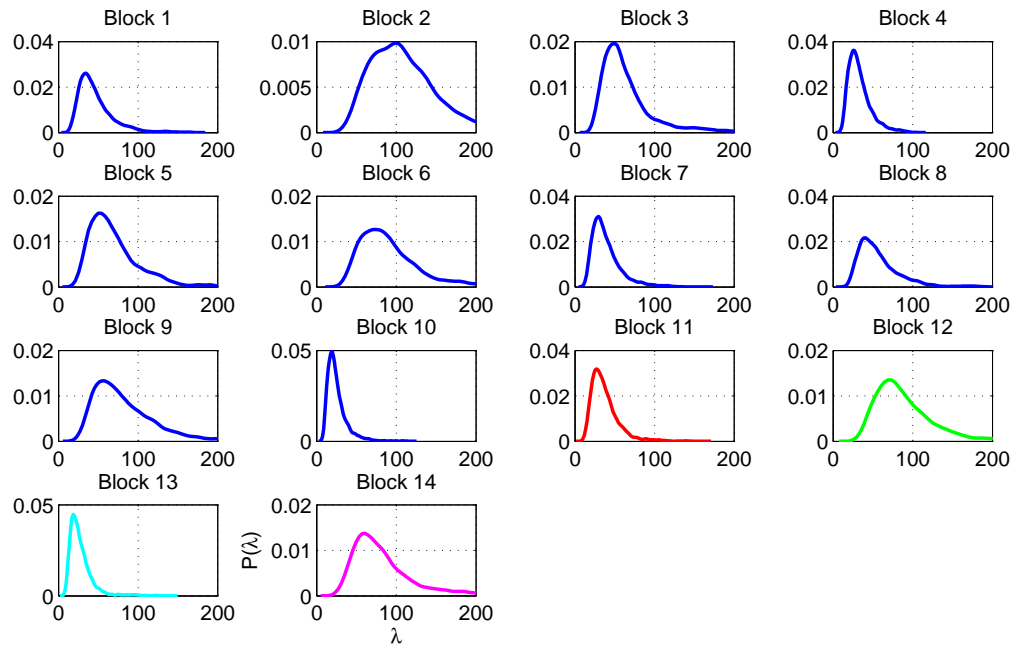 Block 1 Block 2 Block 3 Block 4
0.04 0.01 0.02 0.04
0.02 0.005 0.01 0.02
0 0 0 0
0 100 200 0 100 200 0 100 200 0 100 200
Block 5 Block 6 Block 7 Block 8
0.02 0.02 0.04 0.04
0.01 0.01 0.02 0.02
0 0 0 0
0 100 200 0 100 200 0 100 200 0 100 200
Block 9 Block 10 Block 11 Block 12
0.02 0.05 0.04 0.02
0.01 0.02 0.01
0 0 0 0
0 100 200 0 100 200 0 100 200 0 100 200
Block 13 Block 14
0.05 0.02
P(λ) 0.01
0 0
0 100 200 0 100 200
λ